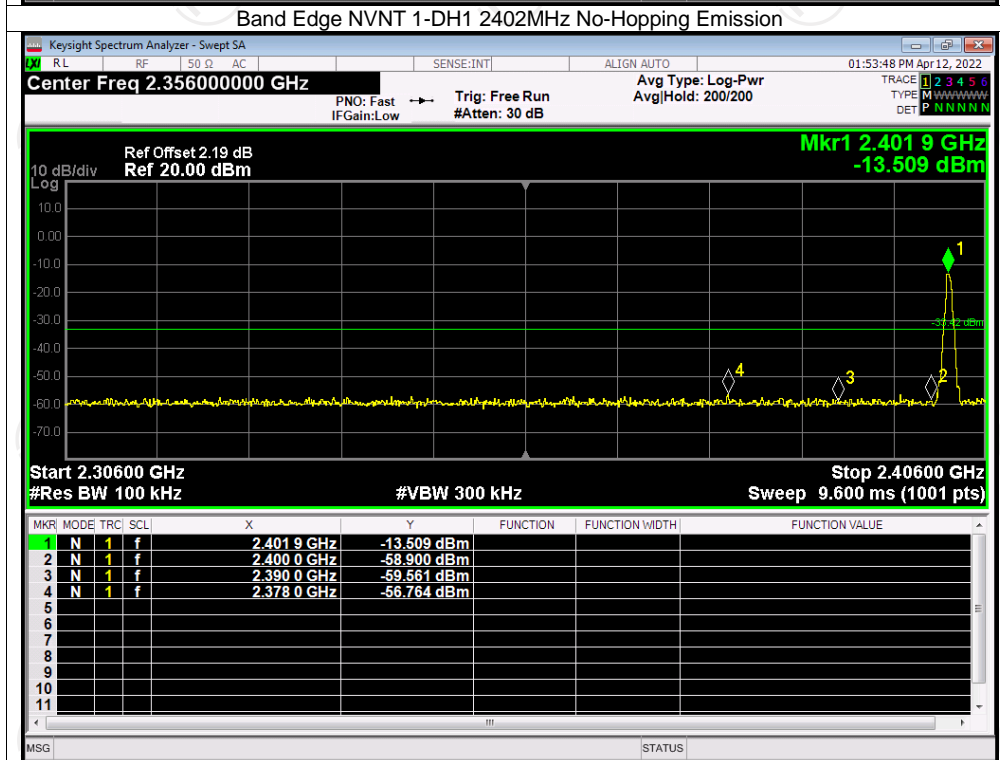 Band Edge NVNT 1-DH1 2402MHz No-Hopping Emission
Keysight Spectrum Analyzer - Swept SA
LXI RL RF 50 Ω AC SENSE:INT ALIGN AUTO 01:53:48 PM Apr 12, 2022
Center Freq 2.356000000 GHz Avg Type: Log-Pwr TRACE 1 2 3 4 5 6
PNO: Fast Trig: Free Run Avg|Hold: 200/200 TYPE M WWWWW
IFGain:Low #Atten: 30 dB DET P N N N N N
Mkr1 2.401 9 GHz
Ref Offset 2.19 dB
10 dB/div Ref 20.00 dBm -13.509 dBm
Log
10.0
0.00
1
-10.0
-20.0
-30.0
-33.42 dBm
-40.0
-50.0
4
3
2
-60.0
-70.0
Start 2.30600 GHz Stop 2.40600 GHz
#Res BW 100 kHz #VBW 300 kHz Sweep 9.600 ms (1001 pts)
MKR MODE TRC SCL X Y FUNCTION FUNCTION WIDTH FUNCTION VALUE
1 N 1 f 2.401 9 GHz -13.509 dBm
2 N 1 f 2.400 0 GHz -58.900 dBm
3 N 1 f 2.390 0 GHz -59.561 dBm
4 N 1 f 2.378 0 GHz -56.764 dBm
5
6
7
8
9
10
11
MSG STATUS